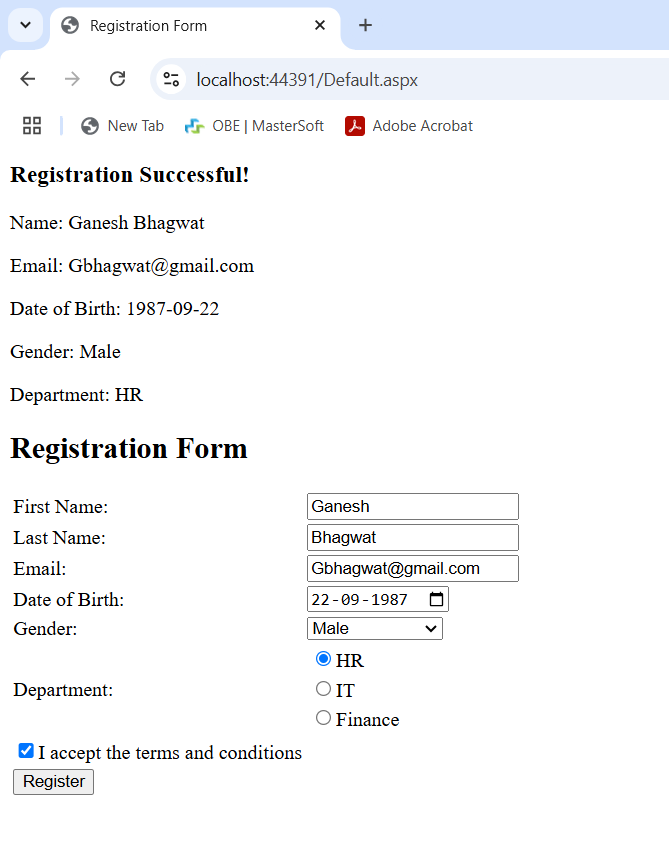 Registration Form
localhost:44391/Default.aspx
New Tab OBE | MasterSoft Adobe Acrobat
Registration Successful!
Name: Ganesh Bhagwat
Email: Gbhagwat@gmail.com
Date of Birth: 1987-09-22
Gender: Male
Department: HR
Registration Form
First Name: Ganesh
Last Name: Bhagwat
Email: Gbhagwat@gmail.com
Date of Birth: 22-09-1987
Gender: Male
HR
Department: IT
Finance
I accept the terms and conditions
Register